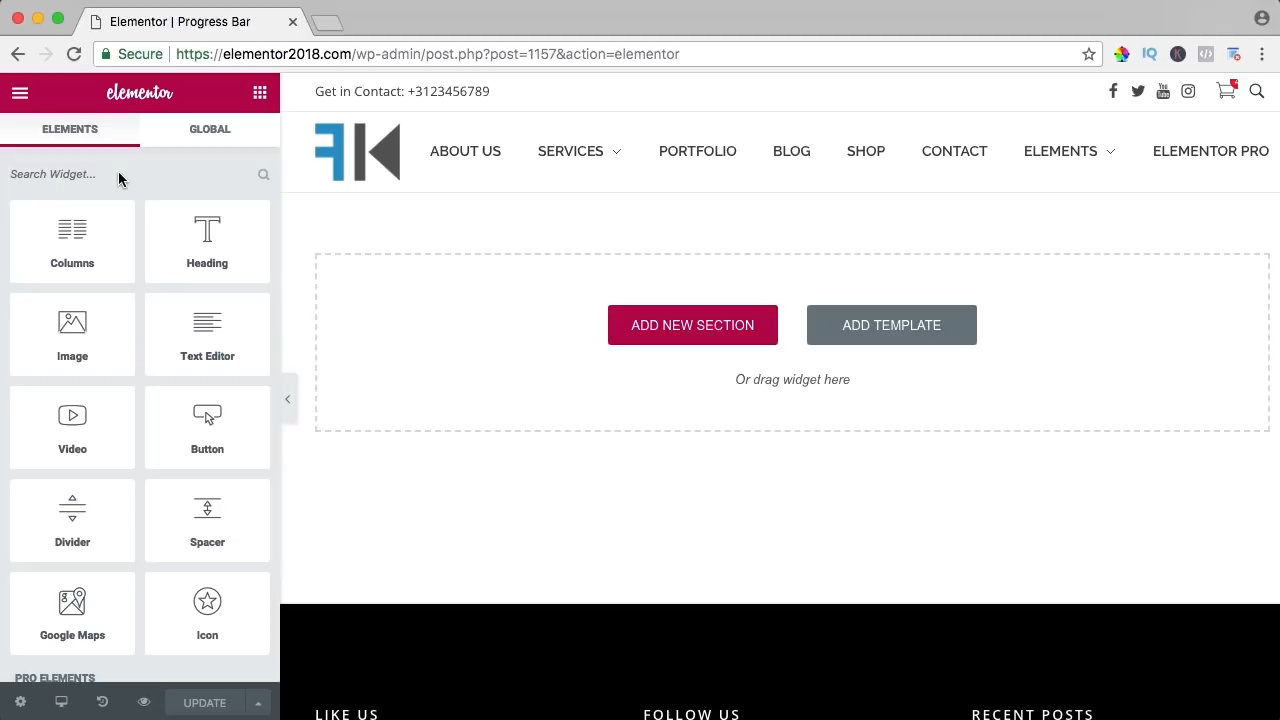 Elementor | Progress Bar
Secure
https://elementor2018.com/wp-admin/post.php?post=1157&action=elementor
elementor
ELEMENTS
GLOBAL
Search Widget...
Columns
Heading
Image
Text Editor
Video
Button
Divider
Spacer
Google Maps
Icon
PRO ELEMENTS
UPDATE
Get in Contact: +3123456789
FK
ABOUT US
SERVICES
PORTFOLIO
BLOG
SHOP
CONTACT
ELEMENTS
ELEMENTOR PRO
ADD NEW SECTION
ADD TEMPLATE
Or drag widget here
LIKE US
FOLLOW US
RECENT POSTS